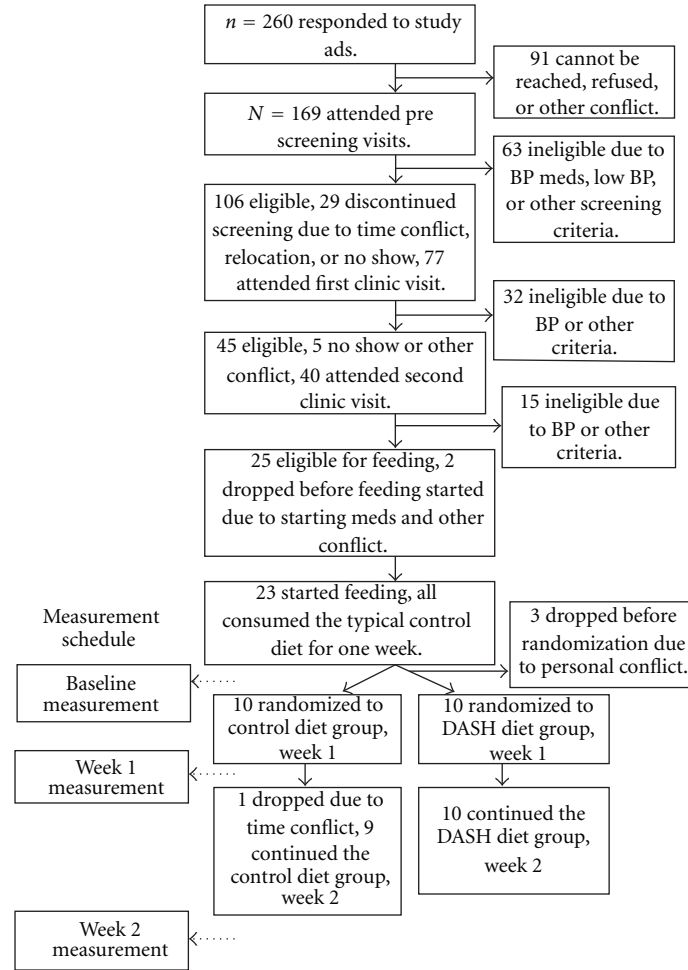 n = 260 responded to study
ads.
91 cannot be
reached, refused,
or other conflict.
N = 169 attended pre
screening visits.
63 ineligible due to
BP meds, low BP,
or other screening
criteria.
106 eligible, 29 discontinued
screening due to time conflict,
relocation, or no show, 77
attended first clinic visit.
32 ineligible due to
BP or other
criteria.
45 eligible, 5 no show or other
conflict, 40 attended second
clinic visit.
15 ineligible due
to BP or other
criteria.
25 eligible for feeding, 2
dropped before feeding started
due to starting meds and other
conflict.
23 started feeding, all
consumed the typical control
diet for one week.
3 dropped before
randomization due
to personal conflict.
Measurement
schedule
Baseline
measurement
10 randomized to
control diet group,
week 1
10 randomized to
DASH diet group,
week 1
Week 1
measurement
1 dropped due to
time conflict, 9
continued the
control diet group,
week 2
10 continued the
DASH diet group,
week 2
Week 2
measurement